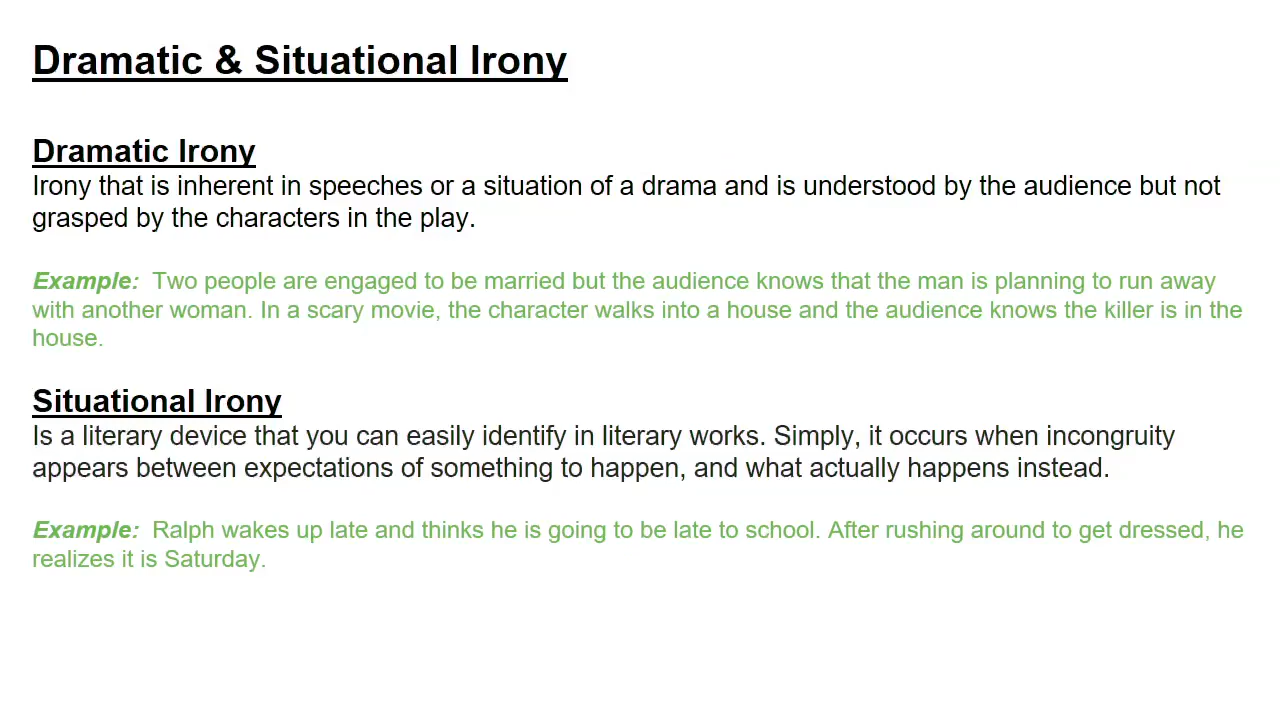 Dramatic & Situational Irony
Dramatic Irony
Irony that is inherent in speeches or a situation of a drama and is understood by the audience but not
grasped by the characters in the play.
Example:  Two people are engaged to be married but the audience knows that the man is planning to run away
with another woman. In a scary movie, the character walks into a house and the audience knows the killer is in the
house.
Situational Irony
Is a literary device that you can easily identify in literary works. Simply, it occurs when incongruity
appears between expectations of something to happen, and what actually happens instead.
Example:  Ralph wakes up late and thinks he is going to be late to school. After rushing around to get dressed, he
realizes it is Saturday.